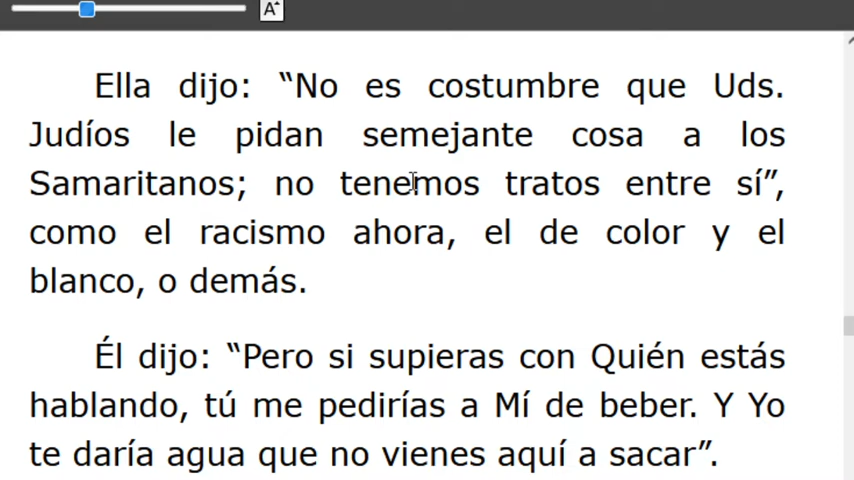 A
Ella dijo: “No es costumbre que Uds.
Judíos le pidan semejante cosa a los
Samaritanos; no tenemos tratos entre sí”,
como el racismo ahora, el de color y el
blanco, o demás.
Él dijo: “Pero si supieras con Quién estás
hablando, tú me pedirías a Mí de beber. Y Yo
te daría agua que no vienes aquí a sacar”.